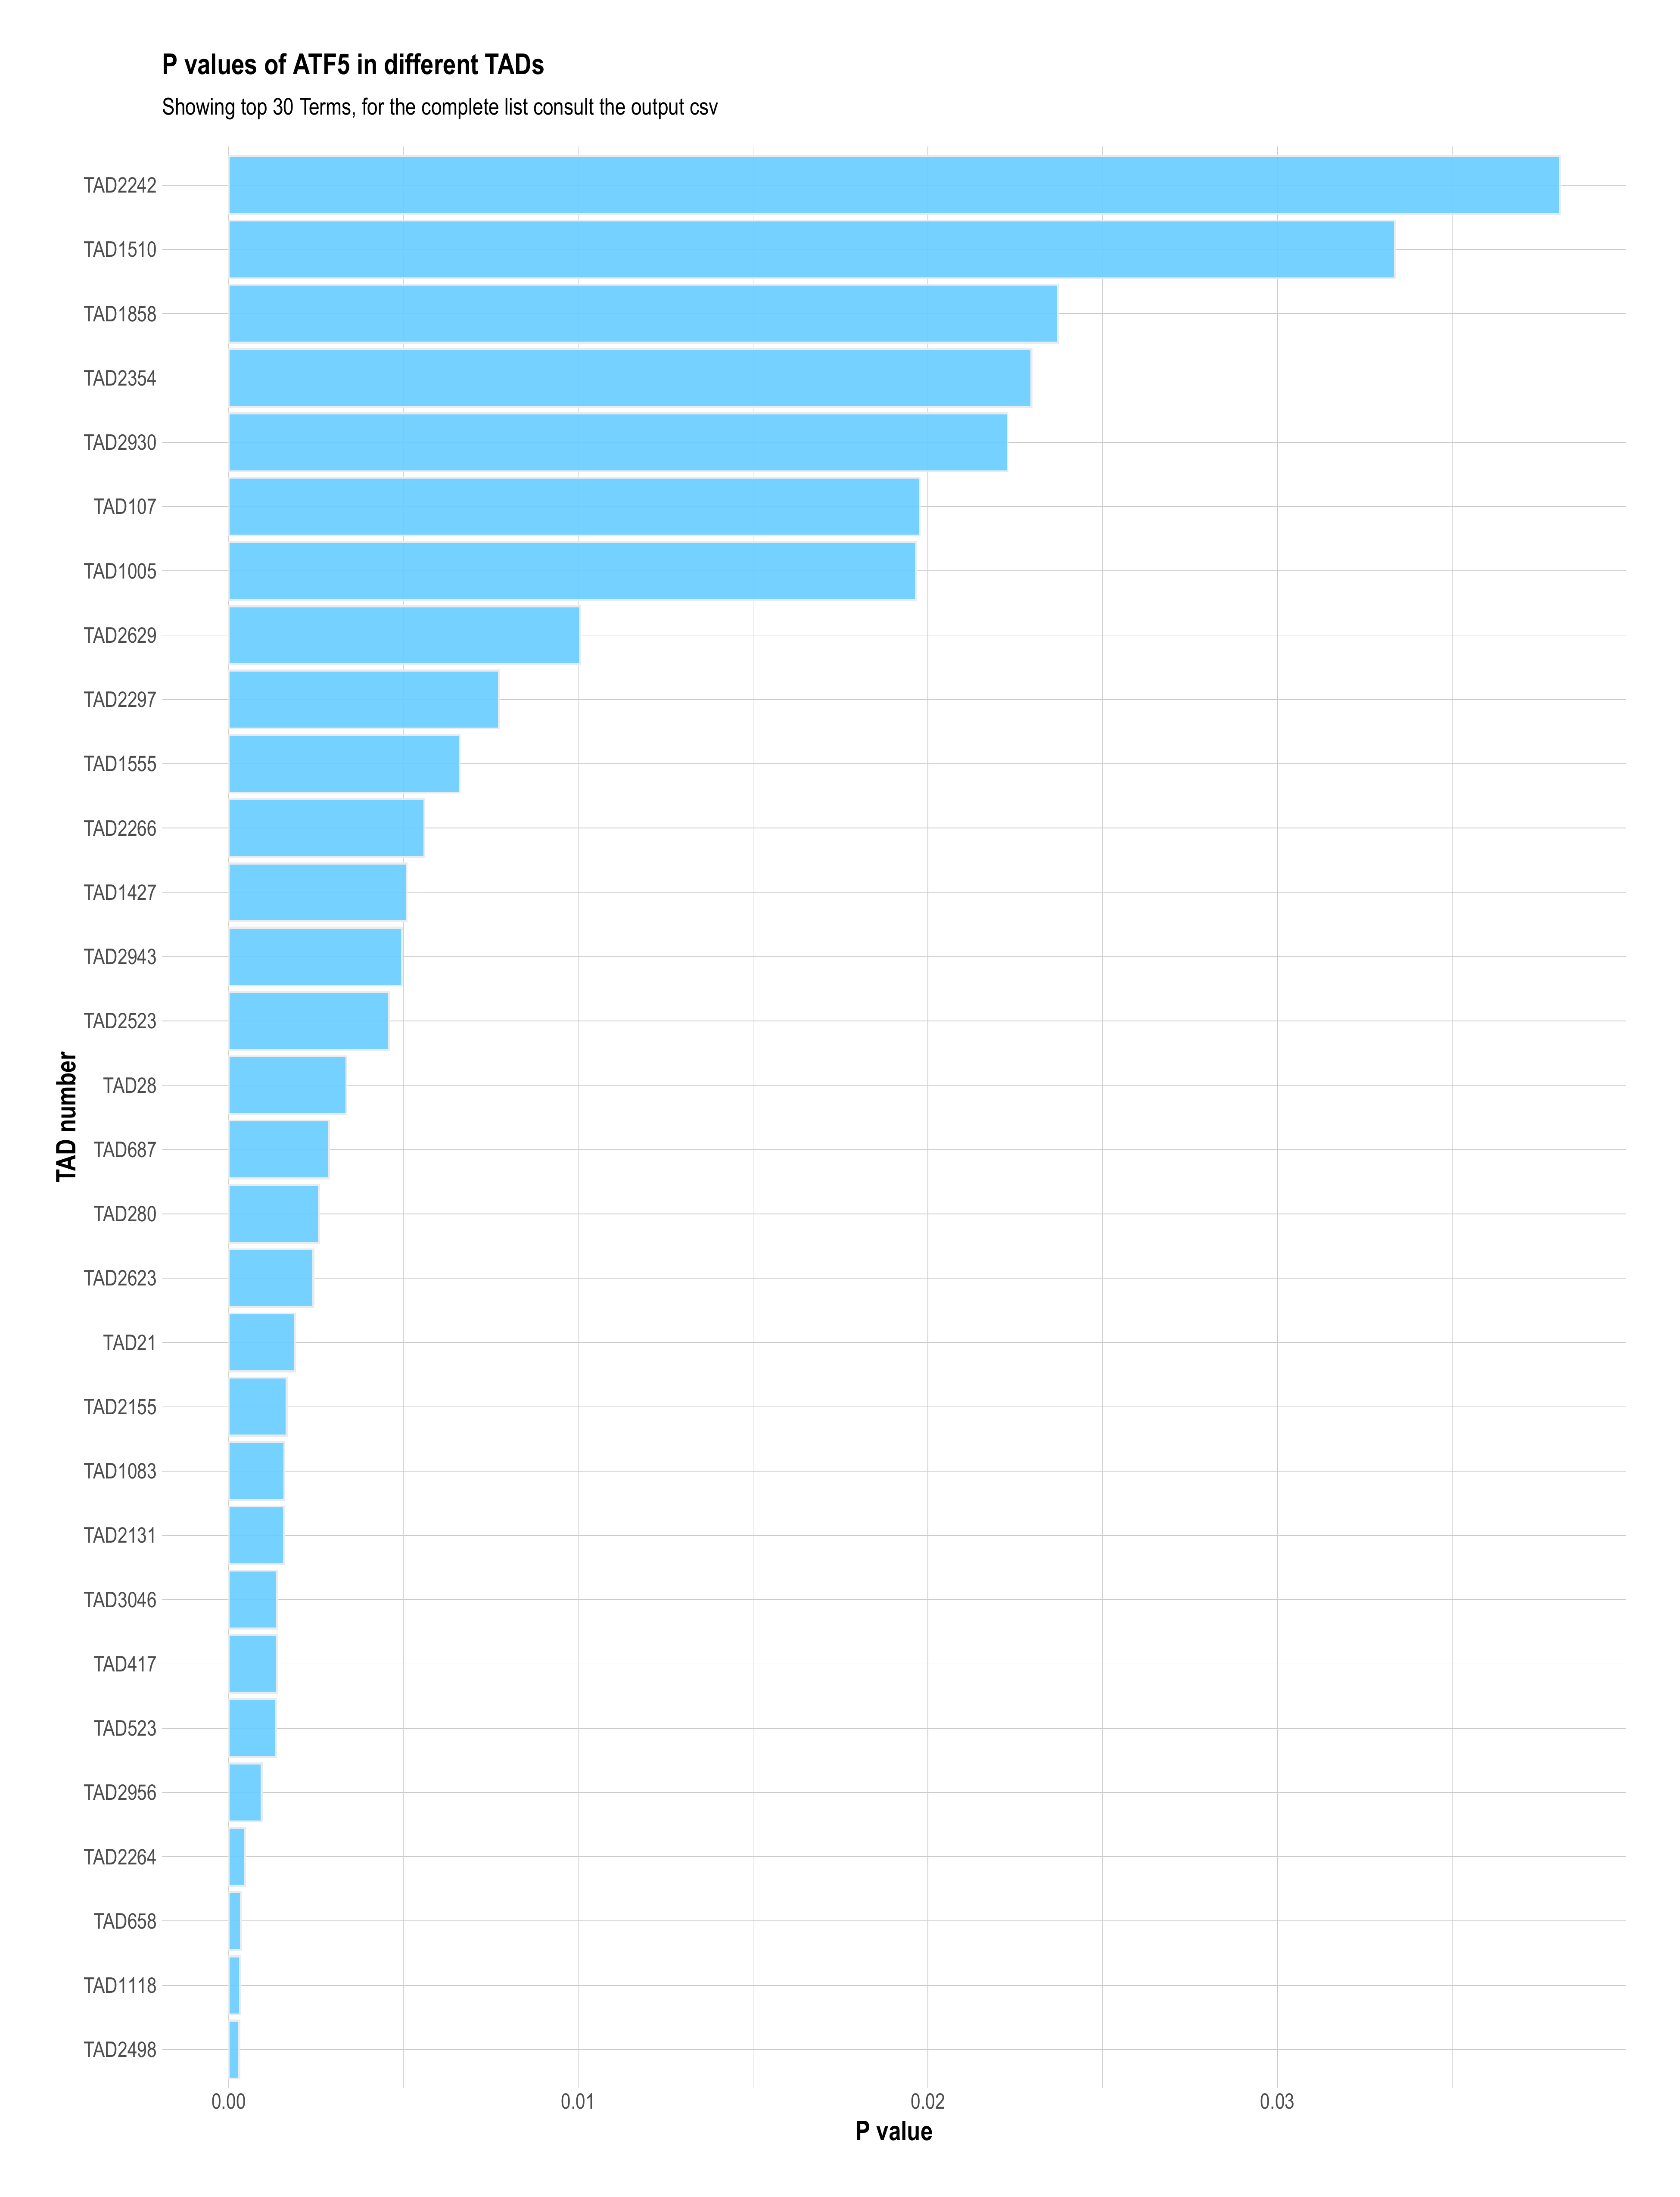 P values of ATF5 in different TADs
Showing top 30 Terms, for the complete list consult the output csv
TAD number
TAD2242
TAD1510
TAD1858
TAD2354
TAD2930
TAD107
TAD1005
TAD2629
TAD2297
TAD1555
TAD2266
TAD1427
TAD2943
TAD2523
TAD28
TAD687
TAD280
TAD2623
TAD21
TAD2155
TAD1083
TAD2131
TAD3046
TAD417
TAD523
TAD2956
TAD2264
TAD658
TAD1118
TAD2498
0.00 0.01 0.02 0.03
P value